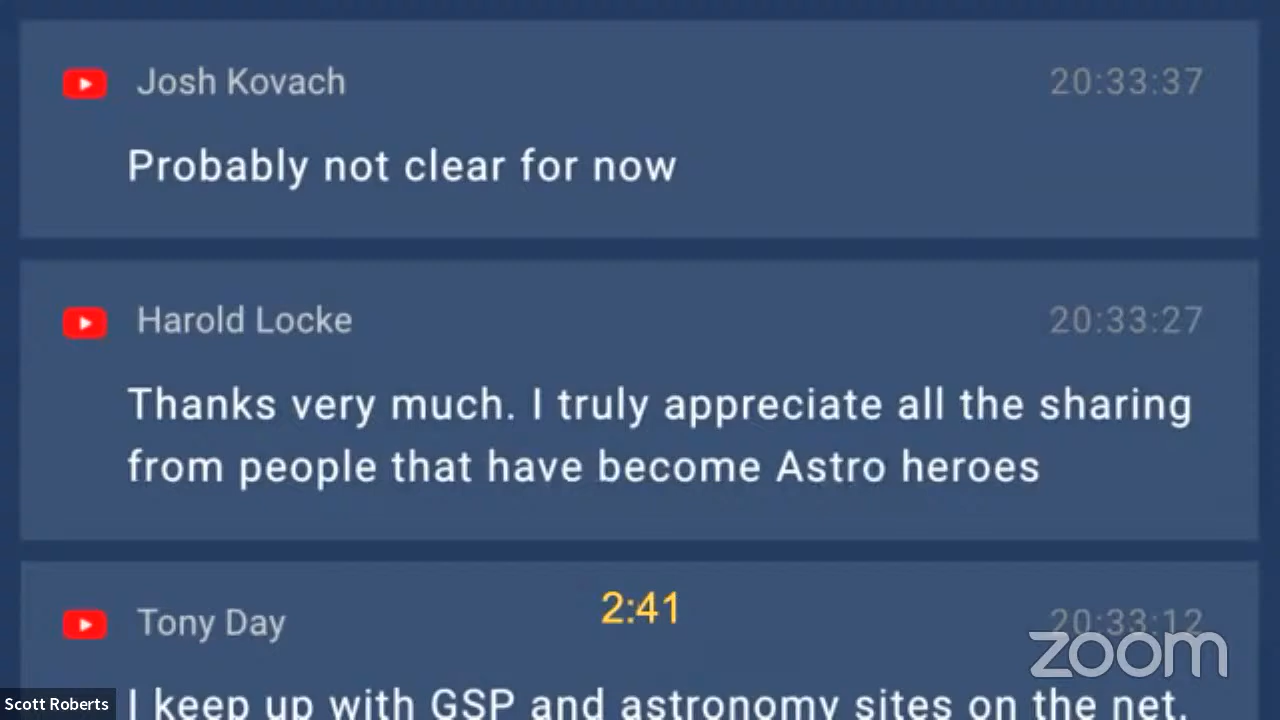 Josh Kovach 20:33:37
Probably not clear for now
Harold Locke 20:33:27
Thanks very much. I truly appreciate all the sharing
from people that have become Astro heroes
2:41
Tony Day 20:33:12
zoom
Scott Roberts
I keep up with GSP and astronomy sites on the net.